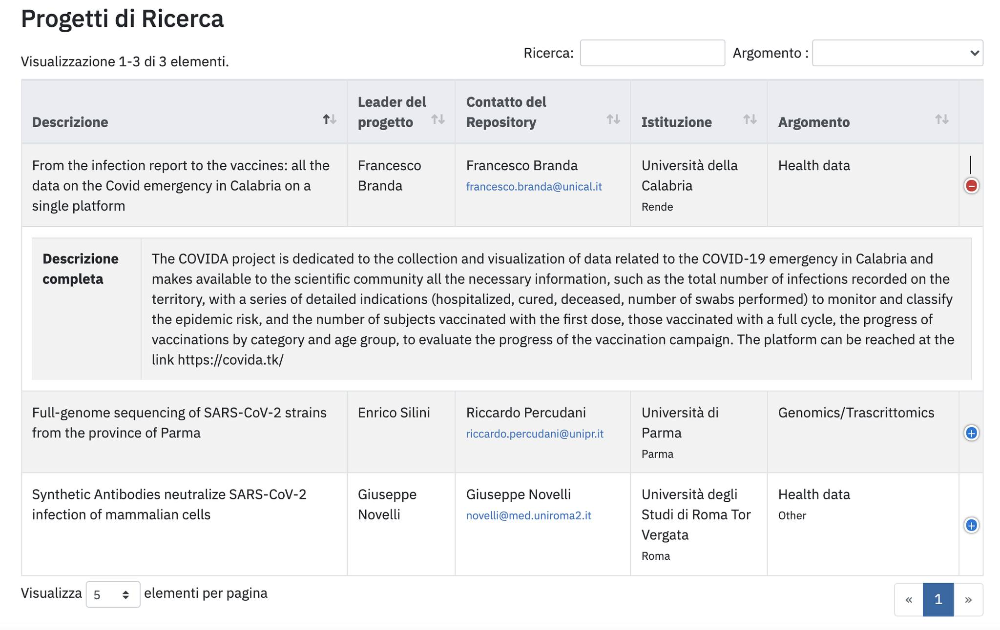 Progetti di Ricerca
Visualizzazione 1-3 di 3 elementi.
Ricerca:
Argomento :
Descrizione
Leader del
progetto
Contatto del
Repository
Istituzione
Argomento
From the infection report to the vaccines: all the
data on the Covid emergency in Calabria on a
single platform
Francesco
Branda
Francesco Branda
francesco.branda@unical.it
Università della
Calabria
Rende
Health data
Descrizione
completa
The COVIDA project is dedicated to the collection and visualization of data related to the COVID-19 emergency in Calabria and
makes available to the scientific community all the necessary information, such as the total number of infections recorded on the
territory, with a series of detailed indications (hospitalized, cured, deceased, number of swabs performed) to monitor and classify
the epidemic risk, and the number of subjects vaccinated with the first dose, those vaccinated with a full cycle, the progress of
vaccinations by category and age group, to evaluate the progress of the vaccination campaign. The platform can be reached at the
link https://covida.tk/
Full-genome sequencing of SARS-CoV-2 strains
from the province of Parma
Enrico Silini
Riccardo Percudani
riccardo.percudani@unipr.it
Università di
Parma
Parma
Genomics/Trascrittomics
Synthetic Antibodies neutralize SARS-CoV-2
infection of mammalian cells
Giuseppe
Novelli
Giuseppe Novelli
novelli@med.uniroma2.it
Università degli
Studi di Roma Tor
Vergata
Roma
Health data
Other
Visualizza 5 elementi per pagina
« 1 »